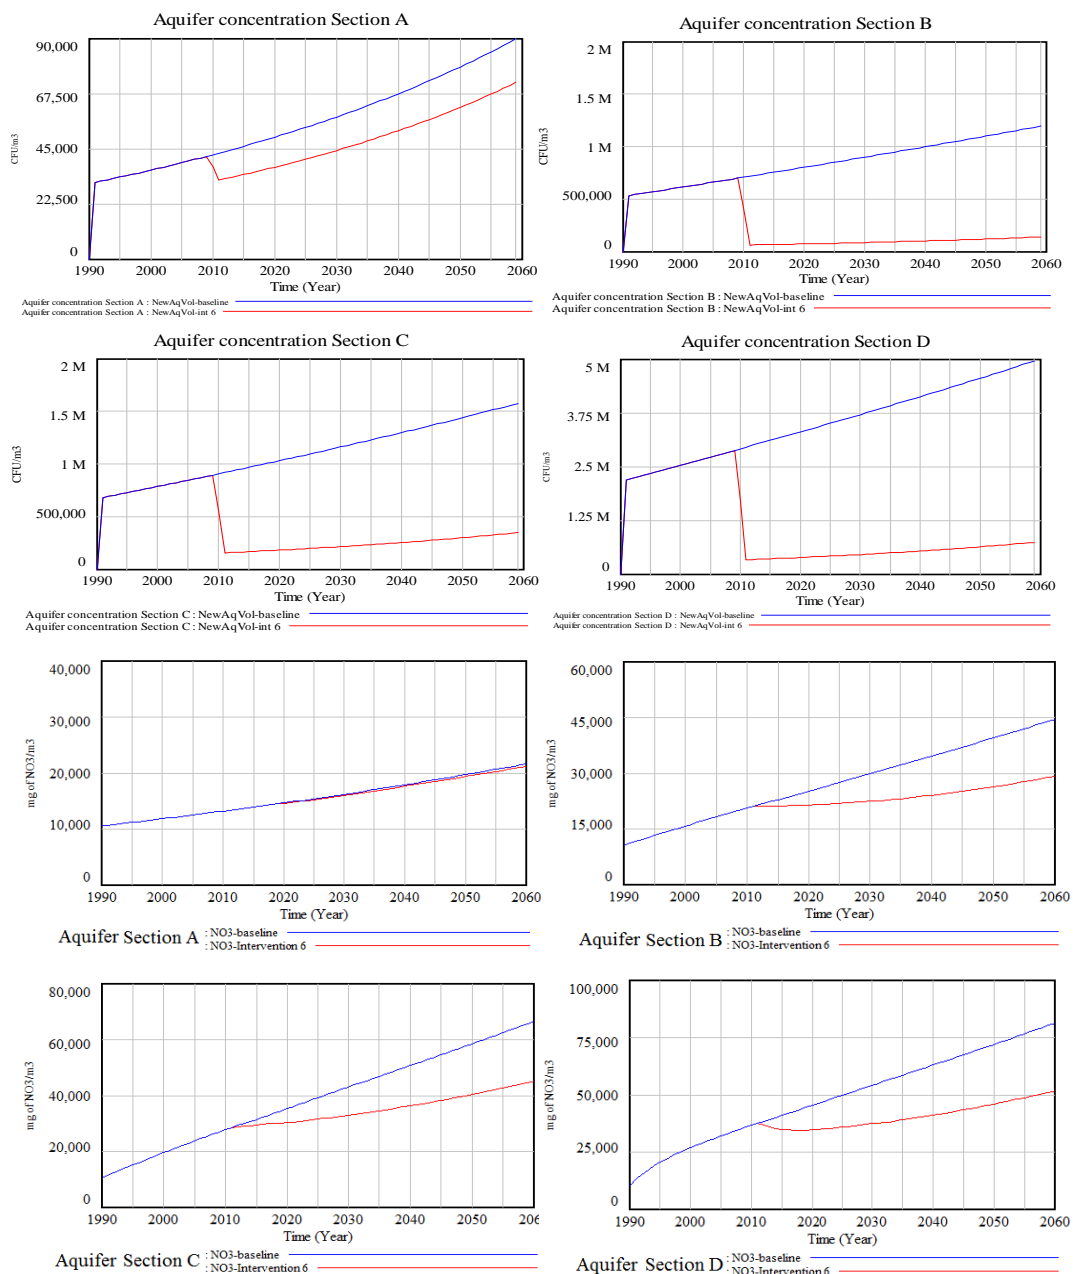 Aquifer concentration Section A
90,000
67,500
45,000
22,500
0
CFU/m3
1990 2000 2010 2020 2030 2040 2050 2060
Time (Year)
Aquifer concentration Section A : NewAqVol-baseline
Aquifer concentration Section A : NewAqVol-int 6
Aquifer concentration Section B
2 M
1.5 M
1 M
500,000
0
CFU/m3
1990 2000 2010 2020 2030 2040 2050 2060
Time (Year)
Aquifer concentration Section B : NewAqVol-baseline
Aquifer concentration Section B : NewAqVol-int 6
Aquifer concentration Section C
2 M
1.5 M
1 M
500,000
0
CFU/m3
1990 2000 2010 2020 2030 2040 2050 2060
Time (Year)
Aquifer concentration Section C : NewAqVol-baseline
Aquifer concentration Section C : NewAqVol-int 6
Aquifer concentration Section D
5 M
3.75 M
2.5 M
1.25 M
0
CFU/m3
1990 2000 2010 2020 2030 2040 2050 2060
Time (Year)
Aquifer concentration Section D : NewAqVol-baseline
Aquifer concentration Section D : NewAqVol-int 6
40,000
30,000
20,000
10,000
0
mg of NO3/m3
1990 2000 2010 2020 2030 2040 2050 2060
Time (Year)
Aquifer Section A : NO3-baseline
: NO3-Intervention 6
60,000
45,000
30,000
15,000
0
mg of NO3/m3
1990 2000 2010 2020 2030 2040 2050 2060
Time (Year)
Aquifer Section B : NO3-baseline
: NO3-Intervention 6
80,000
60,000
40,000
20,000
0
mg of NO3/m3
1990 2000 2010 2020 2030 2040 2050 206
Time (Year)
Aquifer Section C : NO3-baseline
: NO3-Intervention 6
100,000
75,000
50,000
25,000
0
mg of NO3/m3
1990 2000 2010 2020 2030 2040 2050 2060
Time (Year)
Aquifer Section D : NO3-baseline
: NO3-Intervention 6